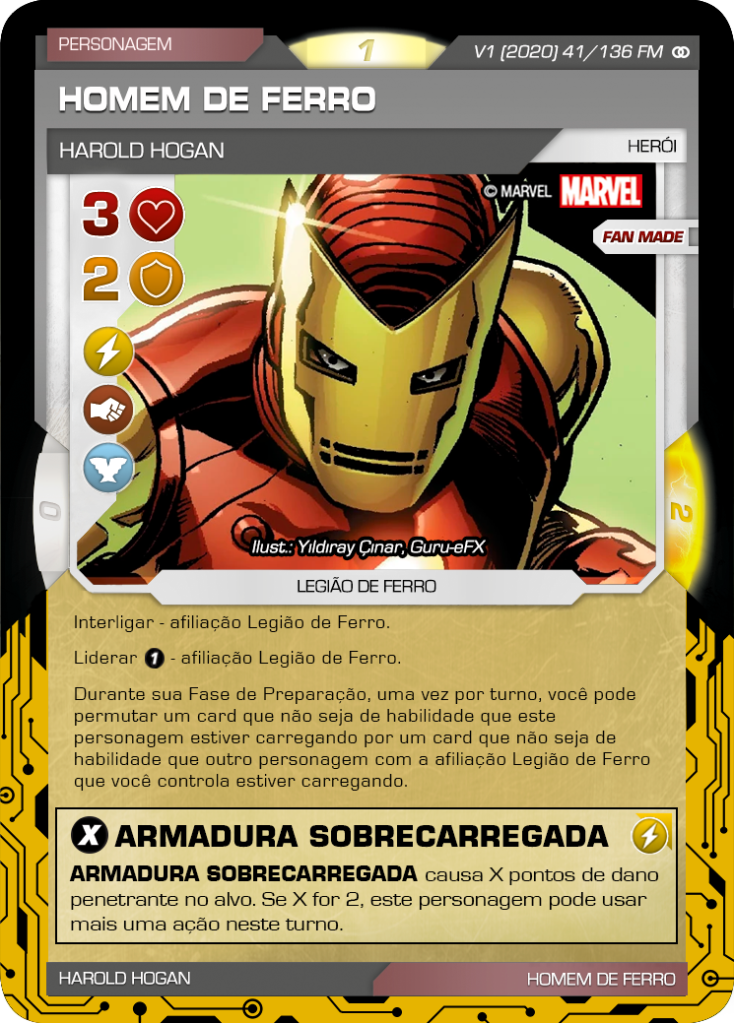 PERSONAGEM
1
V1 (2020) 41/136 FM
HOMEM DE FERRO
HAROLD HOGAN
HERÓI
© MARVEL MARVEL
3
FAN MADE
2
0
2
Ilust.: Yıldıray Çınar, Guru-eFX
LEGIÃO DE FERRO
Interligar - afiliação Legião de Ferro.
Liderar 1 - afiliação Legião de Ferro.
Durante sua Fase de Preparação, uma vez por turno, você pode
permutar um card que não seja de habilidade que este
personagem estiver carregando por um card que não seja de
habilidade que outro personagem com a afiliação Legião de Ferro
que você controla estiver carregando.
X ARMADURA SOBRECARREGADA
ARMADURA SOBRECARREGADA causa X pontos de dano
penetrante no alvo. Se X for 2, este personagem pode usar
mais uma ação neste turno.
HAROLD HOGAN
HOMEM DE FERRO